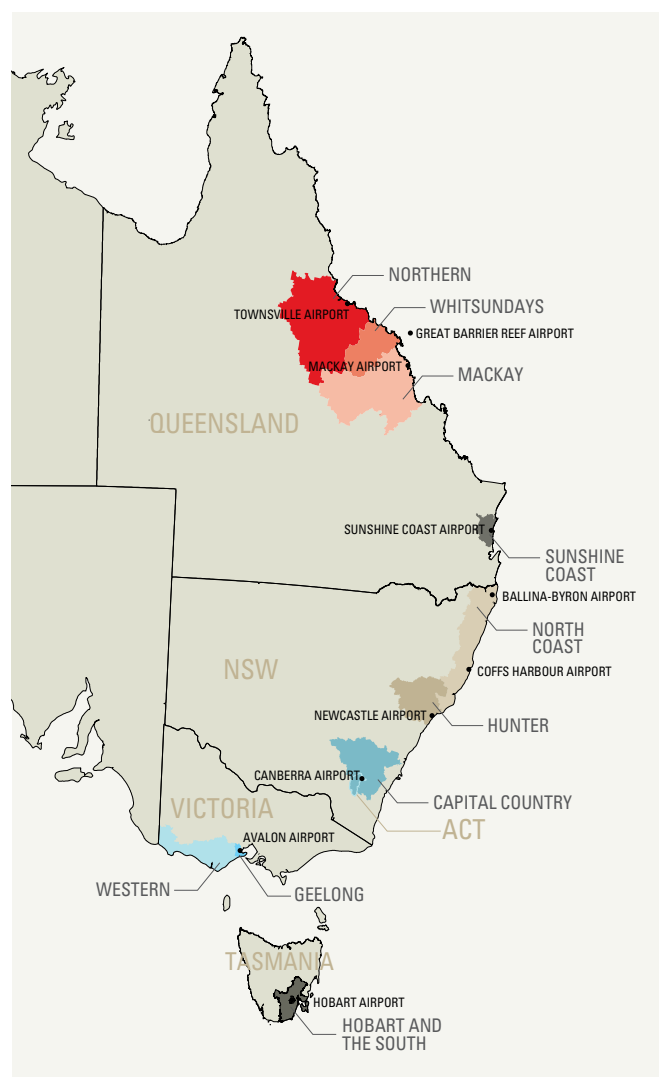 NORTHERN
WHITSUNDAYS
TOWNSVILLE AIRPORT
GREAT BARRIER REEF AIRPORT
MACKAY AIRPORT
MACKAY
QUEENSLAND
SUNSHINE COAST AIRPORT
SUNSHINE
COAST
BALLINA-BYRON AIRPORT
NORTH
COAST
NSW
COFFS HARBOUR AIRPORT
NEWCASTLE AIRPORT
HUNTER
CANBERRA AIRPORT
CAPITAL COUNTRY
VICTORIA
ACT
AVALON AIRPORT
WESTERN
GEELONG
TASMANIA
HOBART AIRPORT
HOBART AND
THE SOUTH